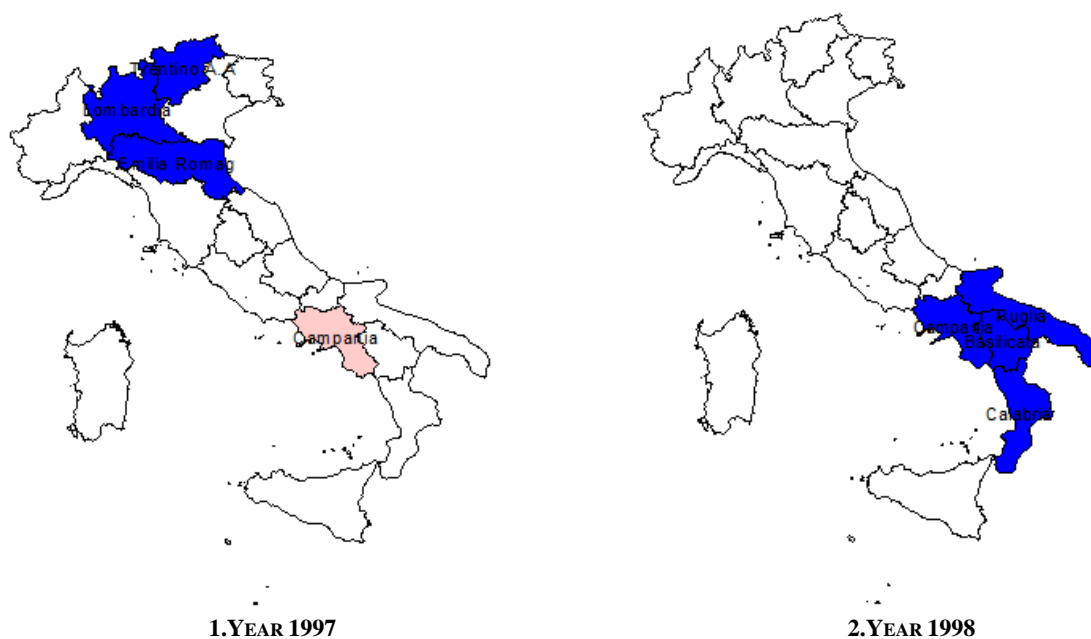 Trentino A.A
Lombardia
Emilia Romag
Campania
Puglia
Campania
Basilicata
Calabria
1.YEAR 1997
2.YEAR 1998